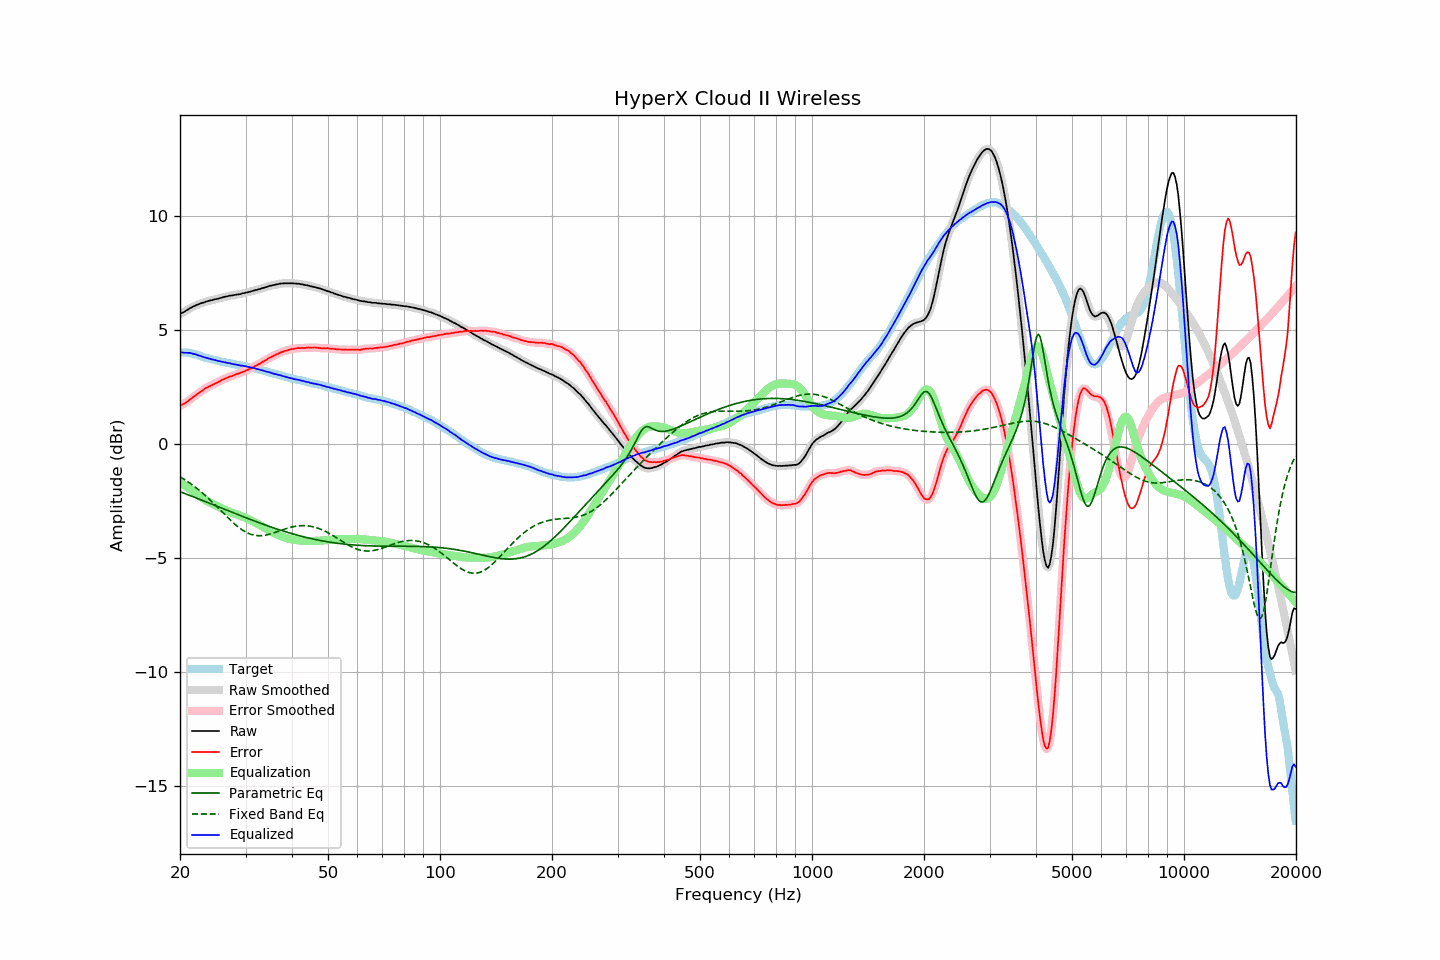 HyperX Cloud II Wireless
Amplitude (dBr)
10
5
0
−5
−10
−15
Target
Raw Smoothed
Error Smoothed
Raw
Error
Equalization
Parametric Eq
Fixed Band Eq
Equalized
20 50 100 200 500 1000 2000 5000 10000 20000
Frequency (Hz)